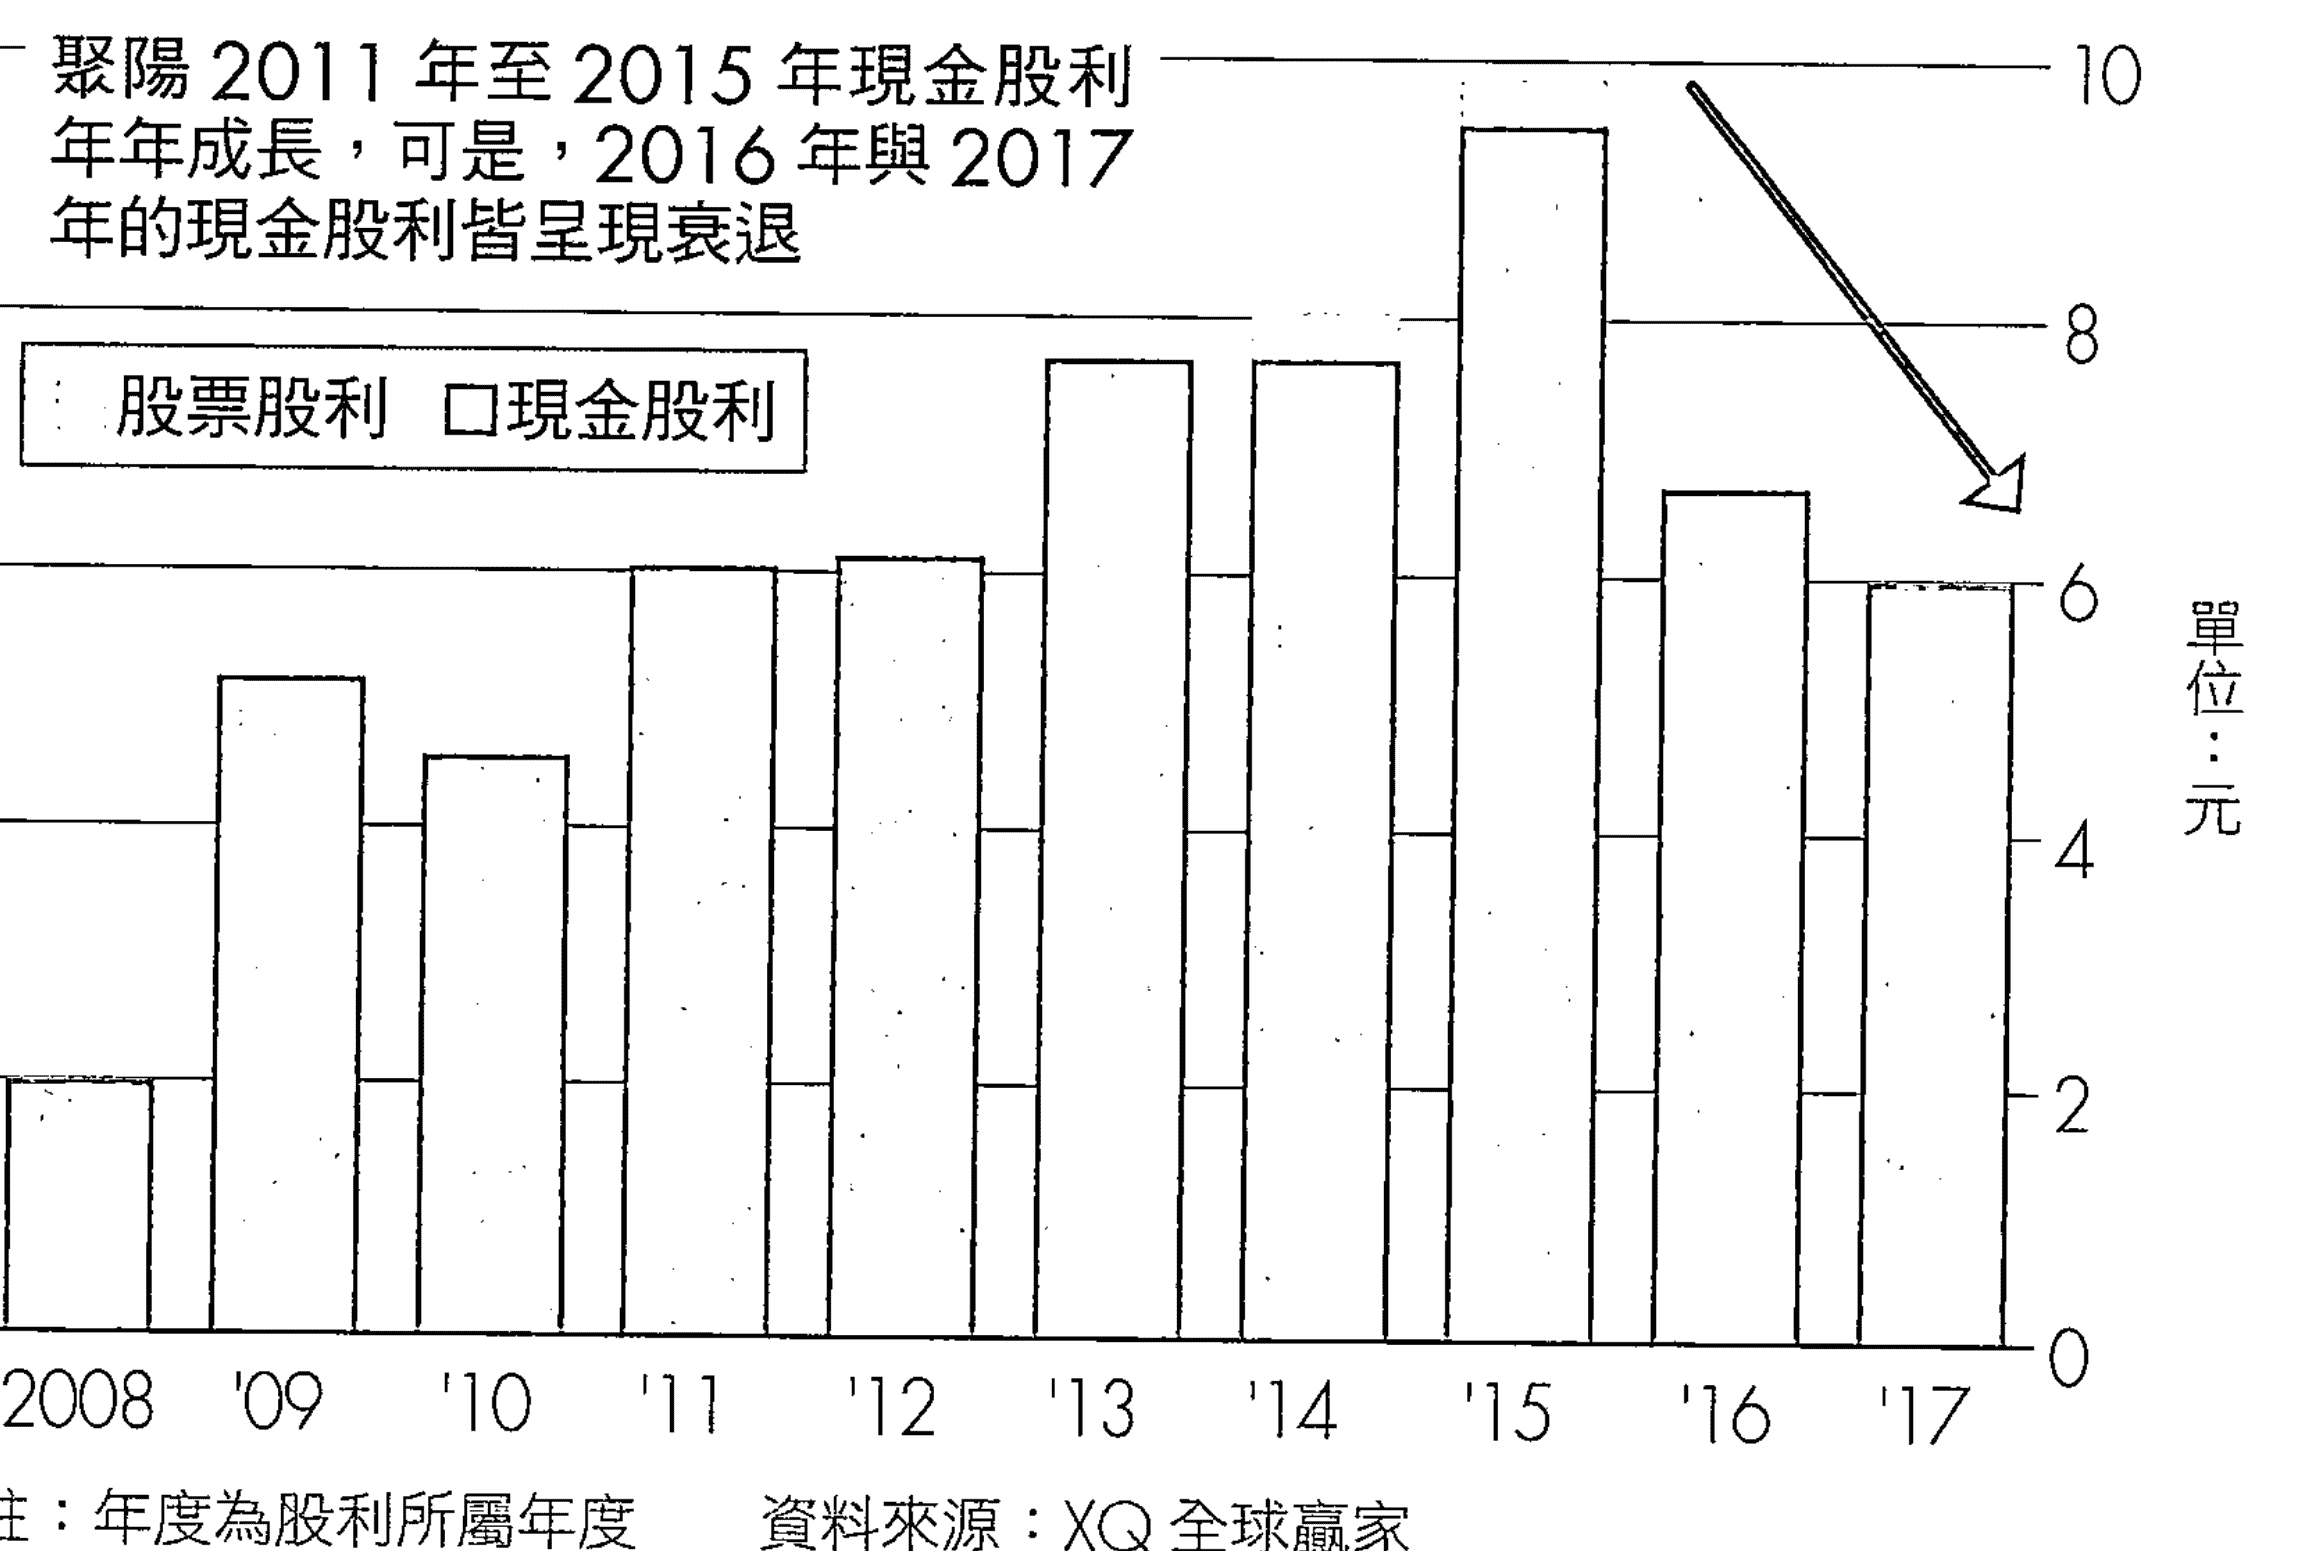 聚陽 2011 年至 2015 年現金股利
年年成長，可是，2016 年與 2017
年的現金股利皆呈現衰退
股票股利 現金股利
10
8
6
4
2
0
單位：元
2008 '09 '10 '11 '12 '13 '14 '15 '16 '17
註：年度為股利所屬年度 資料來源：XQ 全球贏家